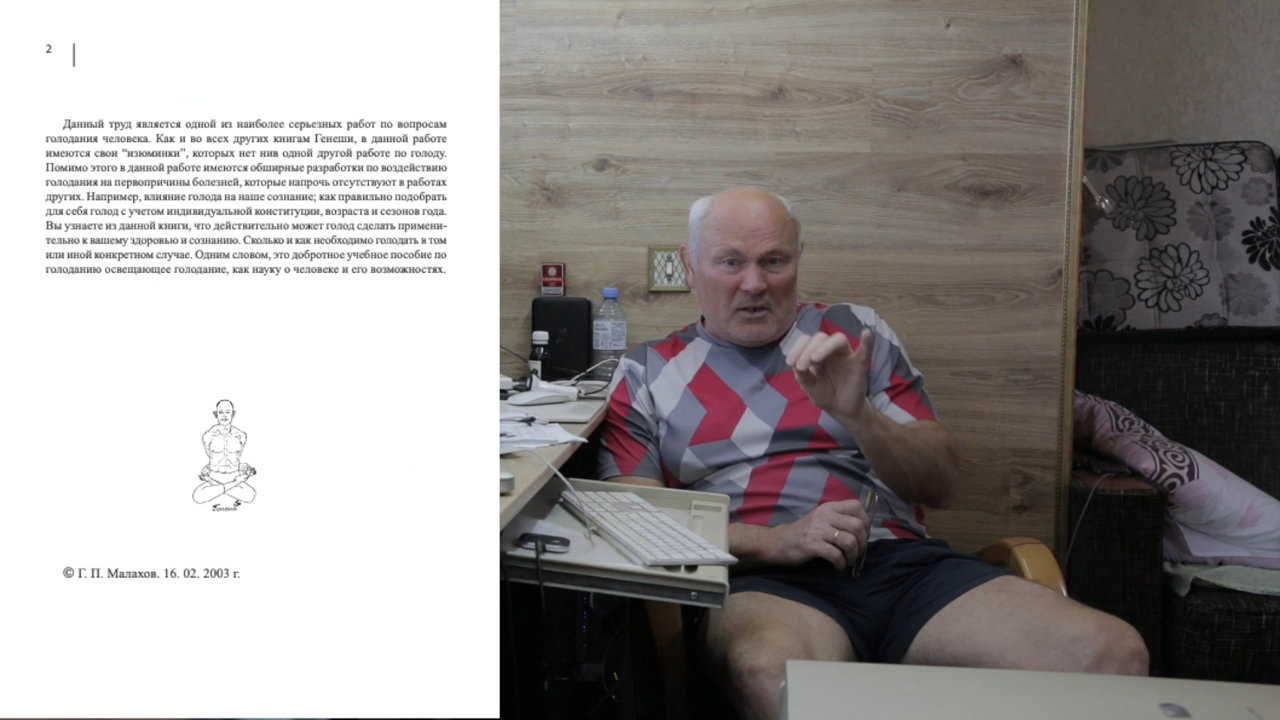 2
Данный труд является одной из наиболее серьезных работ по вопросам
голодания человека. Как и во всех других книгам Генеши, в данной работе
имеются свои “изюминки”, которых нет нив одной другой работе по голоду.
Помимо этого в данной работе имеются обширные разработки по воздействию
голодания на первопричины болезней, которые напрочь отсутствуют в работах
других. Например, влияние голода на наше сознание; как правильно подобрать
для себя голод с учетом индивидуальной конституции, возраста и сезонов года.
Вы узнаете из данной книги, что действительно может голод сделать примени-
тельно к вашему здоровью и сознанию. Сколько и как необходимо голодать в том
или иной конкретном случае. Одним словом, это добротное учебное пособие по
голоданию освещающее голодание, как науку о человеке и его возможностях.
© Г. П. Малахов. 16. 02. 2003 г.